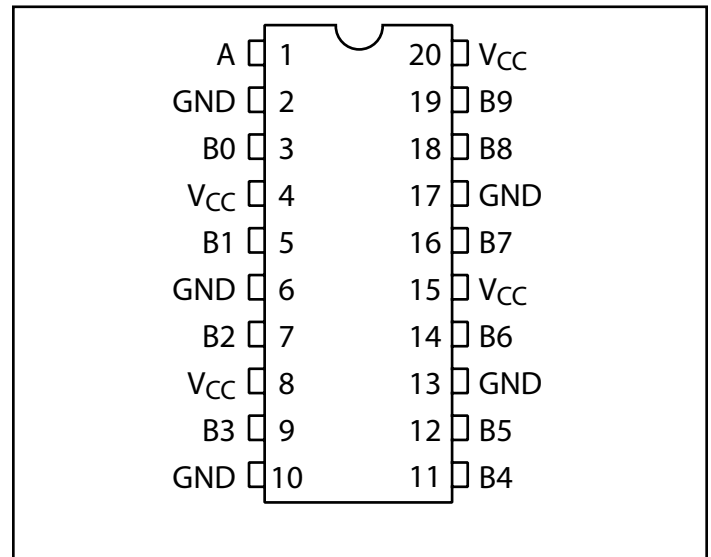 A 1 20 VCC
GND 2 19 B9
B0 3 18 B8
VCC 4 17 GND
B1 5 16 B7
GND 6 15 VCC
B2 7 14 B6
VCC 8 13 GND
B3 9 12 B5
GND 10 11 B4